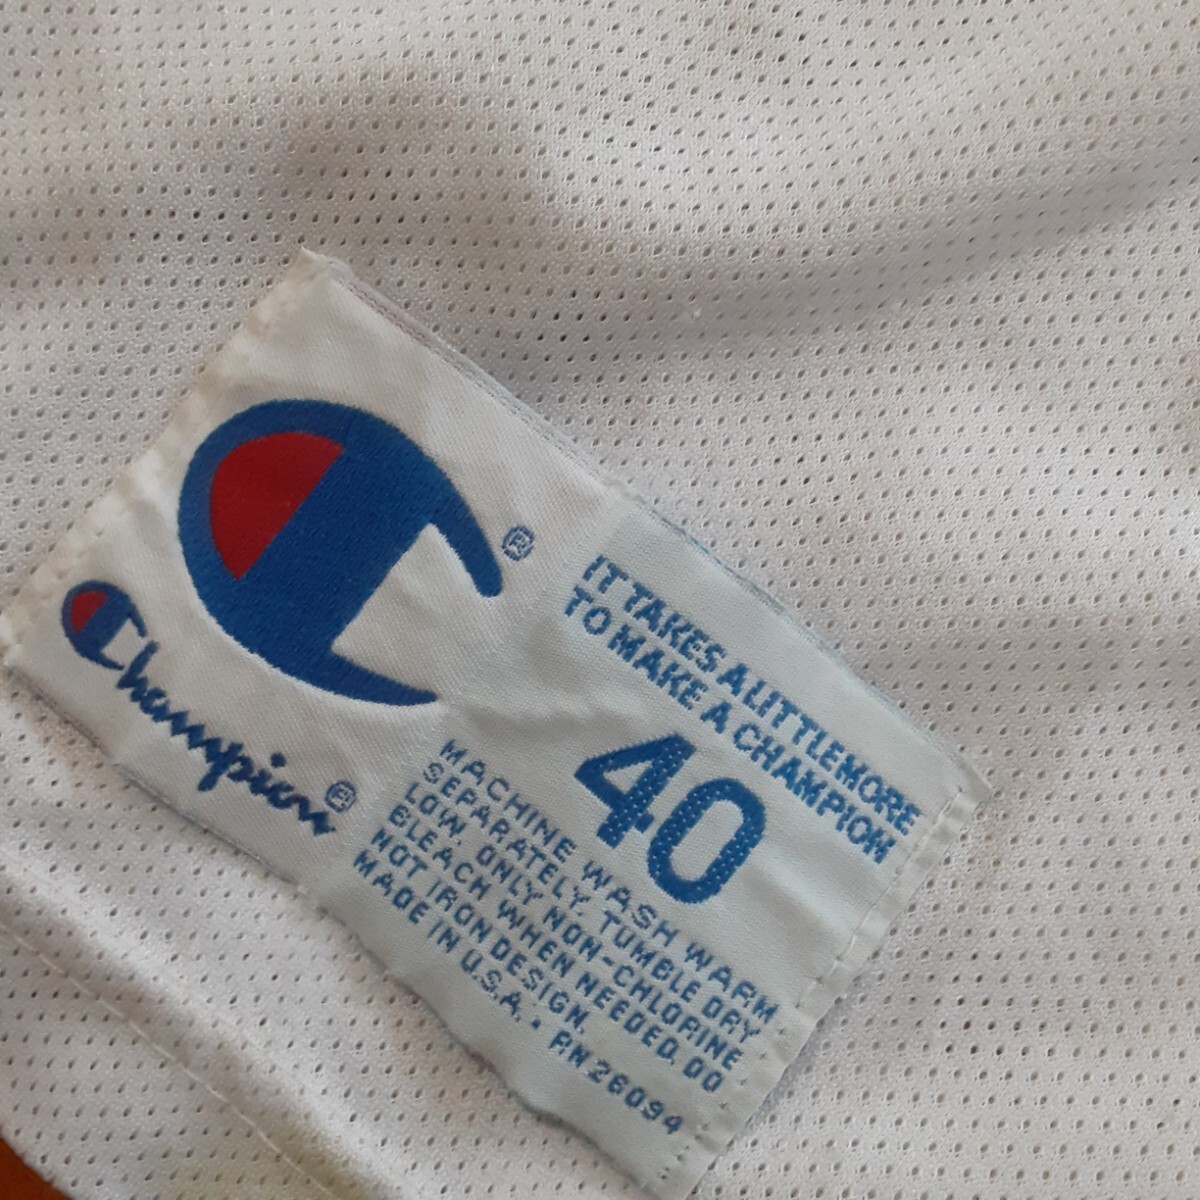 Champion®
®
IT TAKES A LITTLE MORE
TO MAKE A CHAMPION
40
MACHINE WASH WARM
SEPARATELY. TUMBLE DRY
LOW. ONLY NON-CHLORINE
BLEACH WHEN NEEDED, DO
NOT IRON DESIGN.
MADE IN U.S.A. • RN 26094